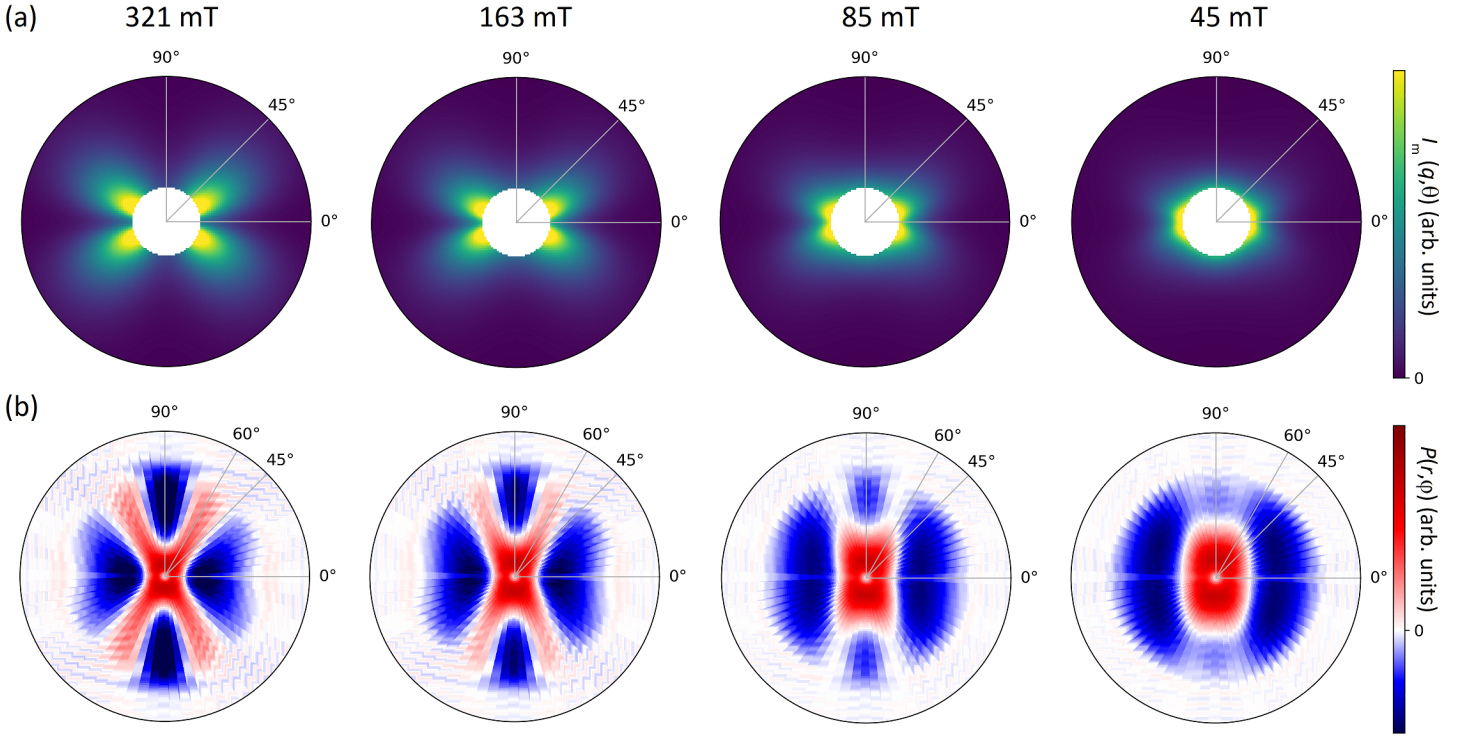 (a) 321 mT 163 mT 85 mT 45 mT
90° 90° 90° 90°
45° 45° 45° 45°
0° 0° 0° 0°
I_m (q,θ) (arb. units)
0
(b)
90° 90° 90° 90°
60° 60° 60° 60°
45° 45° 45° 45°
0° 0° 0° 0°
P(r,φ) (arb. units)
0